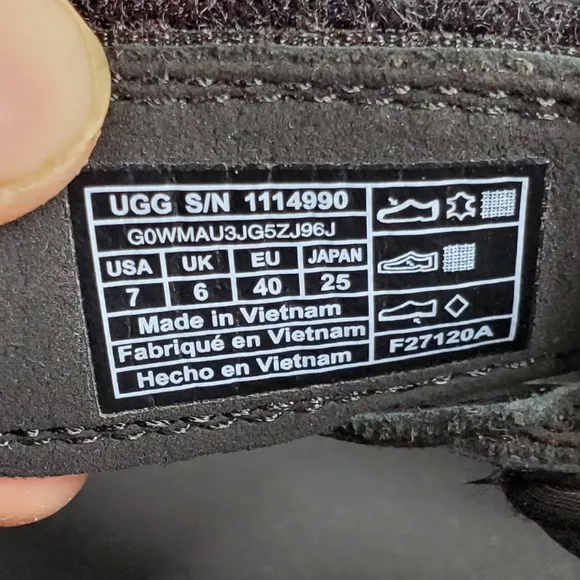 UGG S/N 1114990
G0WMAU3JG5ZJ96J
USA UK EU JAPAN
7 6 40 25
Made in Vietnam
Fabriqué en Vietnam
Hecho en Vietnam
F27120A